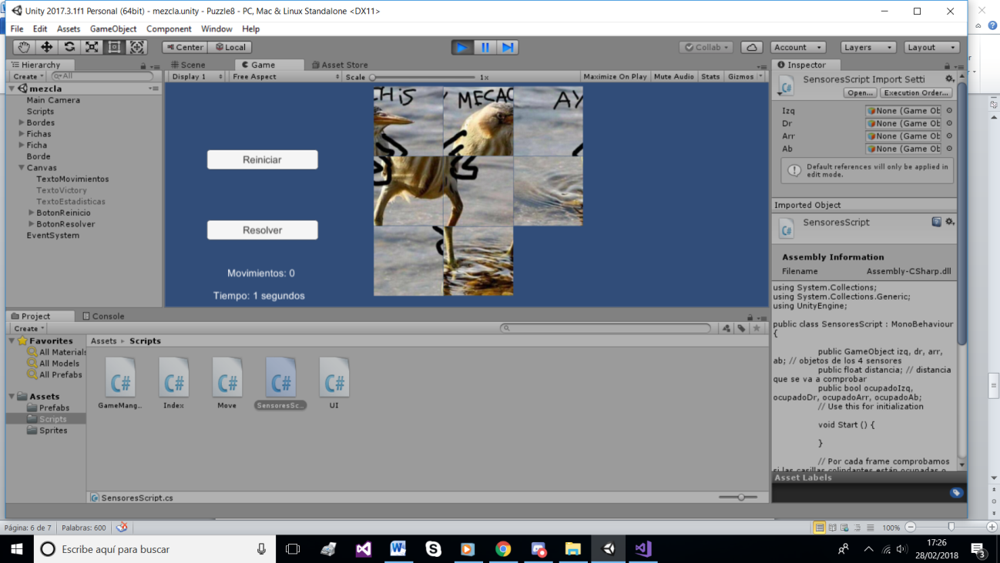 Unity 2017.3.1f1 Personal (64bit) - mezcla.unity - Puzzle8 - PC, Mac & Linux Standalone <DX11>
File Edit Assets GameObject Component Window Help
Center Local Collab Account Layers Layout
Hierarchy Scene Game Asset Store Inspector
Create All Display 1 Free Aspect Scale 1x Maximize On Play Mute Audio Stats Gizmos
mezcla
Main Camera
Scripts
Bordes
Fichas
Ficha
Borde
Canvas
TextoMovimientos
TextoVictory
TextoEstadisticas
BotonReinicio
BotonResolver
EventSystem
HiS
MECAC
AY
Reiniciar
Resolver
Movimientos: 0
Tiempo: 1 segundos
SensoresScript Import Setti
Open... Execution Order...
Izq None (Game Ob
Dr None (Game Ob
Arr None (Game Ob
Ab None (Game Ob
Default references will only be applied in
edit mode.
Imported Object
SensoresScript
Assembly Information
Filename Assembly-CSharp.dll
using System.Collections;
using System.Collections.Generic;
using UnityEngine;
public class SensoresScript : MonoBehaviour
{
public GameObject izq, dr, arr,
ab; // objetos de los 4 sensores
public float distancia; // distancia
que se va a comprobar
public bool ocupadoIzq,
ocupadoDr, ocupadoArr, ocupadoAb;
// Use this for initialization
void Start () {
}
// Por cada frame comprobamos
si las casillas colindantes están ocupadas o
Asset Labels
Project Console
Create
Favorites
All Materials
All Models
All Prefabs
Assets
Prefabs
Scripts
Sprites
Assets Scripts
GameMang... Index Move SensoresSc... UI
SensoresScript.cs
Página: 6 de 7 Palabras: 600 100%
Escribe aquí para buscar
17:26
28/02/2018
3